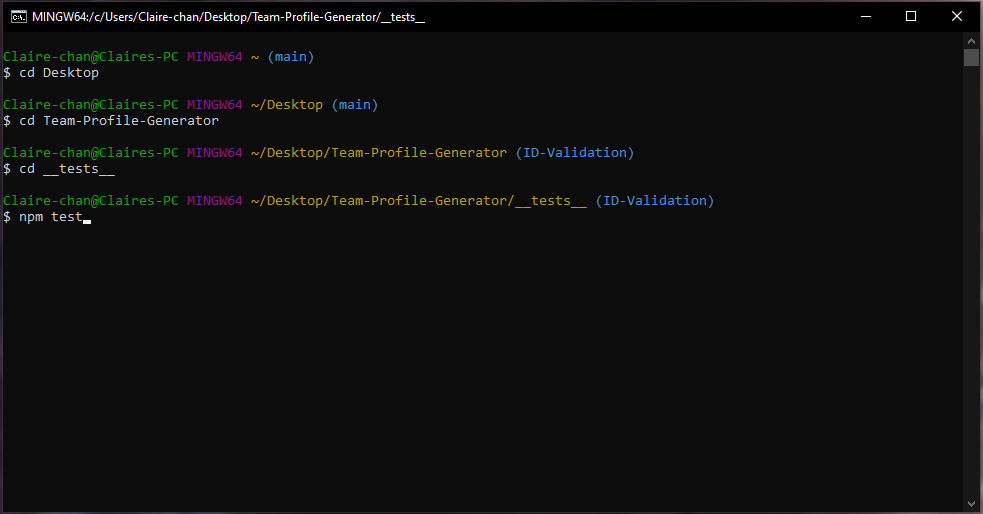 MINGW64:/c/Users/Claire-chan/Desktop/Team-Profile-Generator/__tests__
Claire-chan@Claires-PC MINGW64 ~ (main)
$ cd Desktop
Claire-chan@Claires-PC MINGW64 ~/Desktop (main)
$ cd Team-Profile-Generator
Claire-chan@Claires-PC MINGW64 ~/Desktop/Team-Profile-Generator (ID-Validation)
$ cd __tests__
Claire-chan@Claires-PC MINGW64 ~/Desktop/Team-Profile-Generator/__tests__ (ID-Validation)
$ npm test